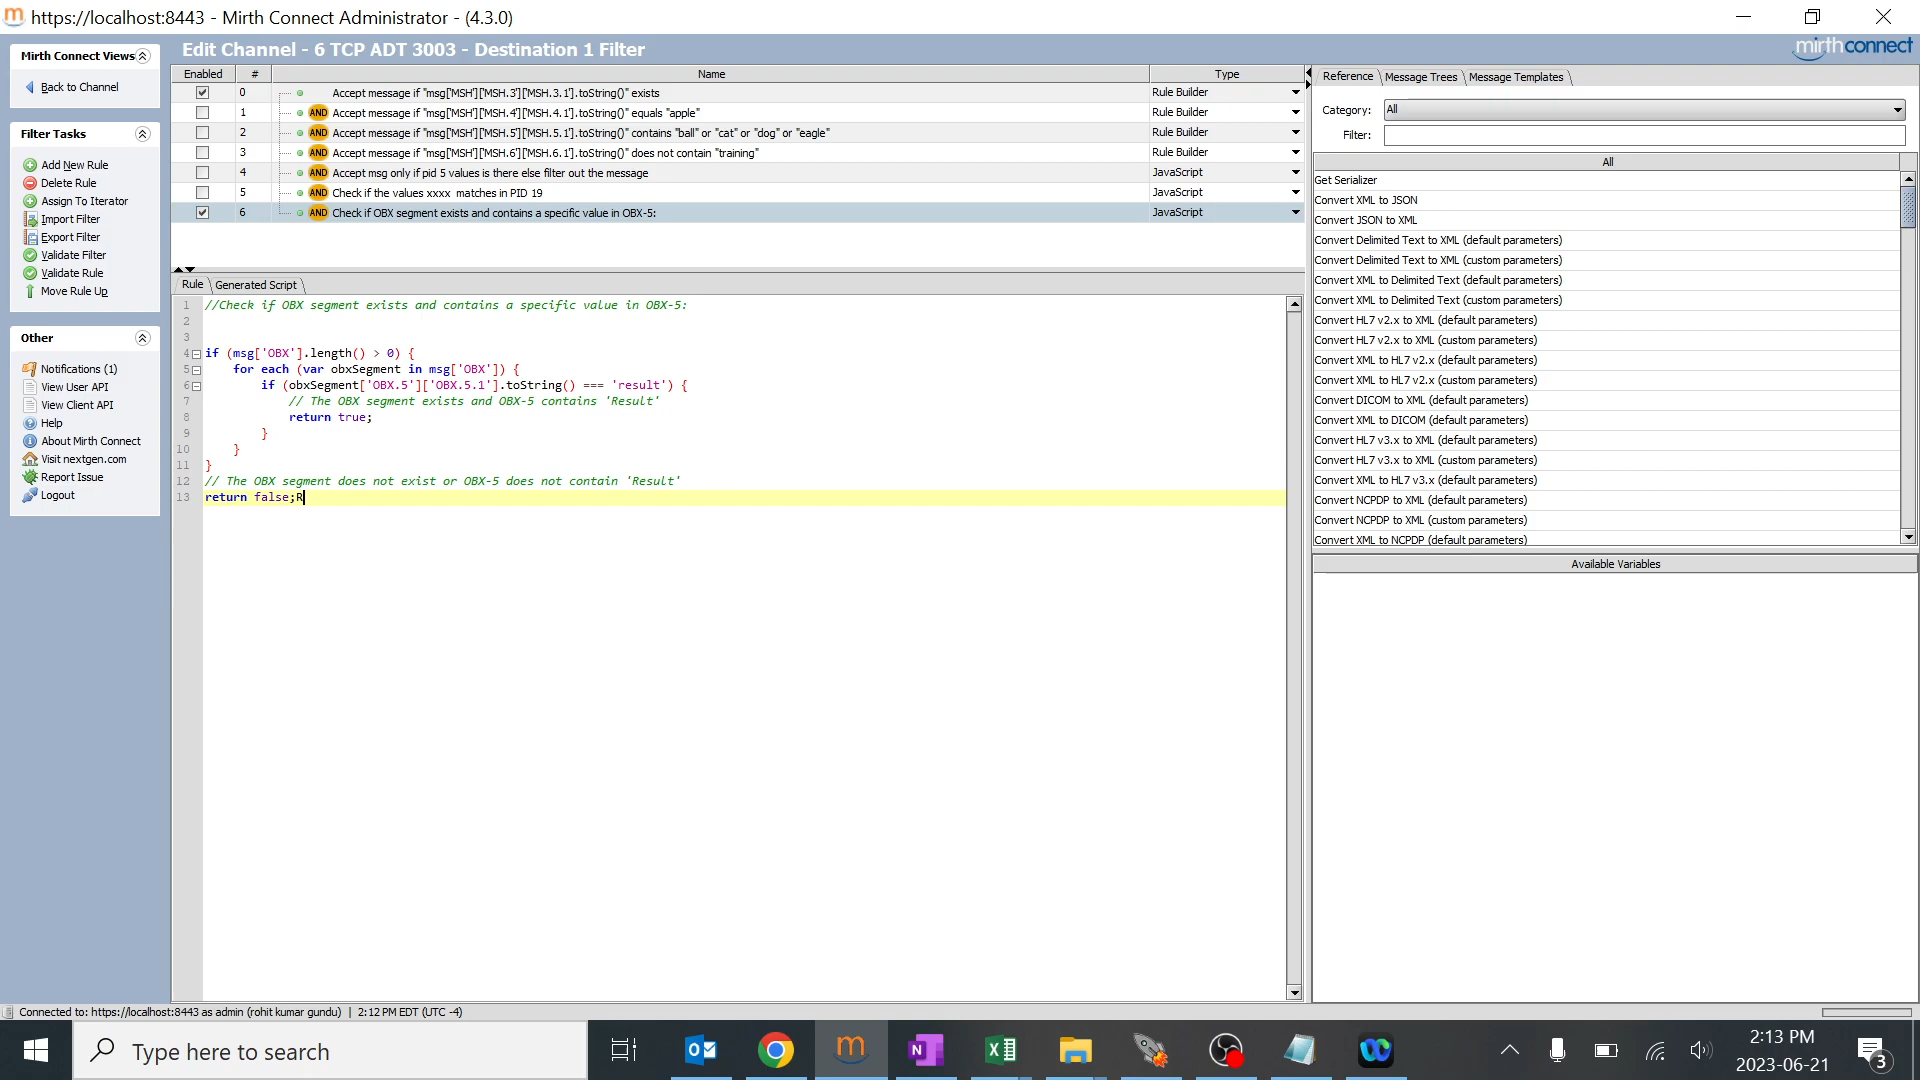 https://localhost:8443 - Mirth Connect Administrator - (4.3.0)
Mirth Connect Views
Back to Channel
Filter Tasks
Add New Rule
Delete Rule
Assign To Iterator
Import Filter
Export Filter
Validate Filter
Validate Rule
Move Rule Up
Other
Notifications (1)
View User API
View Client API
Help
About Mirth Connect
Visit nextgen.com
Report Issue
Logout
Edit Channel - 6 TCP ADT 3003 - Destination 1 Filter
mirthconnect
Enabled # Name Type
0 Accept message if "msg['MSH']['MSH.3']['MSH.3.1'].toString()" exists Rule Builder
1 AND Accept message if "msg['MSH']['MSH.4']['MSH.4.1'].toString()" equals "apple" Rule Builder
2 AND Accept message if "msg['MSH']['MSH.5']['MSH.5.1'].toString()" contains "ball" or "cat" or "dog" or "eagle" Rule Builder
3 AND Accept message if "msg['MSH']['MSH.6']['MSH.6.1'].toString()" does not contain "training" Rule Builder
4 AND Accept msg only if pid 5 values is there else filter out the message JavaScript
5 AND Check if the values xxxx matches in PID 19 JavaScript
6 AND Check if OBX segment exists and contains a specific value in OBX-5: JavaScript
Rule Generated Script
1 //Check if OBX segment exists and contains a specific value in OBX-5:
2
3
4 if (msg['OBX'].length() > 0) {
5 for each (var obxSegment in msg['OBX']) {
6 if (obxSegment['OBX.5']['OBX.5.1'].toString() === 'result') {
7 // The OBX segment exists and OBX-5 contains 'Result'
8 return true;
9 }
10 }
11 }
12 // The OBX segment does not exist or OBX-5 does not contain 'Result'
13 return false;R
Reference Message Trees Message Templates
Category: All
Filter:
All
Get Serializer
Convert XML to JSON
Convert JSON to XML
Convert Delimited Text to XML (default parameters)
Convert Delimited Text to XML (custom parameters)
Convert XML to Delimited Text (default parameters)
Convert XML to Delimited Text (custom parameters)
Convert HL7 v2.x to XML (default parameters)
Convert HL7 v2.x to XML (custom parameters)
Convert XML to HL7 v2.x (default parameters)
Convert XML to HL7 v2.x (custom parameters)
Convert DICOM to XML (default parameters)
Convert XML to DICOM (default parameters)
Convert HL7 v3.x to XML (default parameters)
Convert HL7 v3.x to XML (custom parameters)
Convert XML to HL7 v3.x (default parameters)
Convert NCPDP to XML (default parameters)
Convert NCPDP to XML (custom parameters)
Convert XML to NCPDP (default parameters)
Available Variables
Connected to: https://localhost:8443 as admin (rohit kumar gundu) | 2:12 PM EDT (UTC -4)
Type here to search
2:13 PM
2023-06-21
3